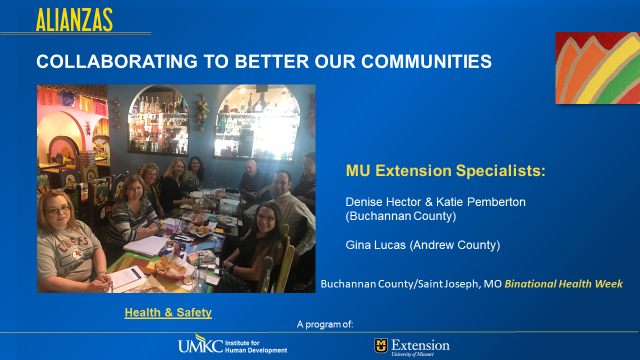 ALIANZAS
COLLABORATING TO BETTER OUR COMMUNITIES
MU Extension Specialists:
Denise Hector & Katie Pemberton
(Buchannan County)
Gina Lucas (Andrew County)
Buchannan County/Saint Joseph, MO Binational Health Week
Health & Safety
A program of:
UMKC Institute for
Human Development
MU Extension
University of Missouri